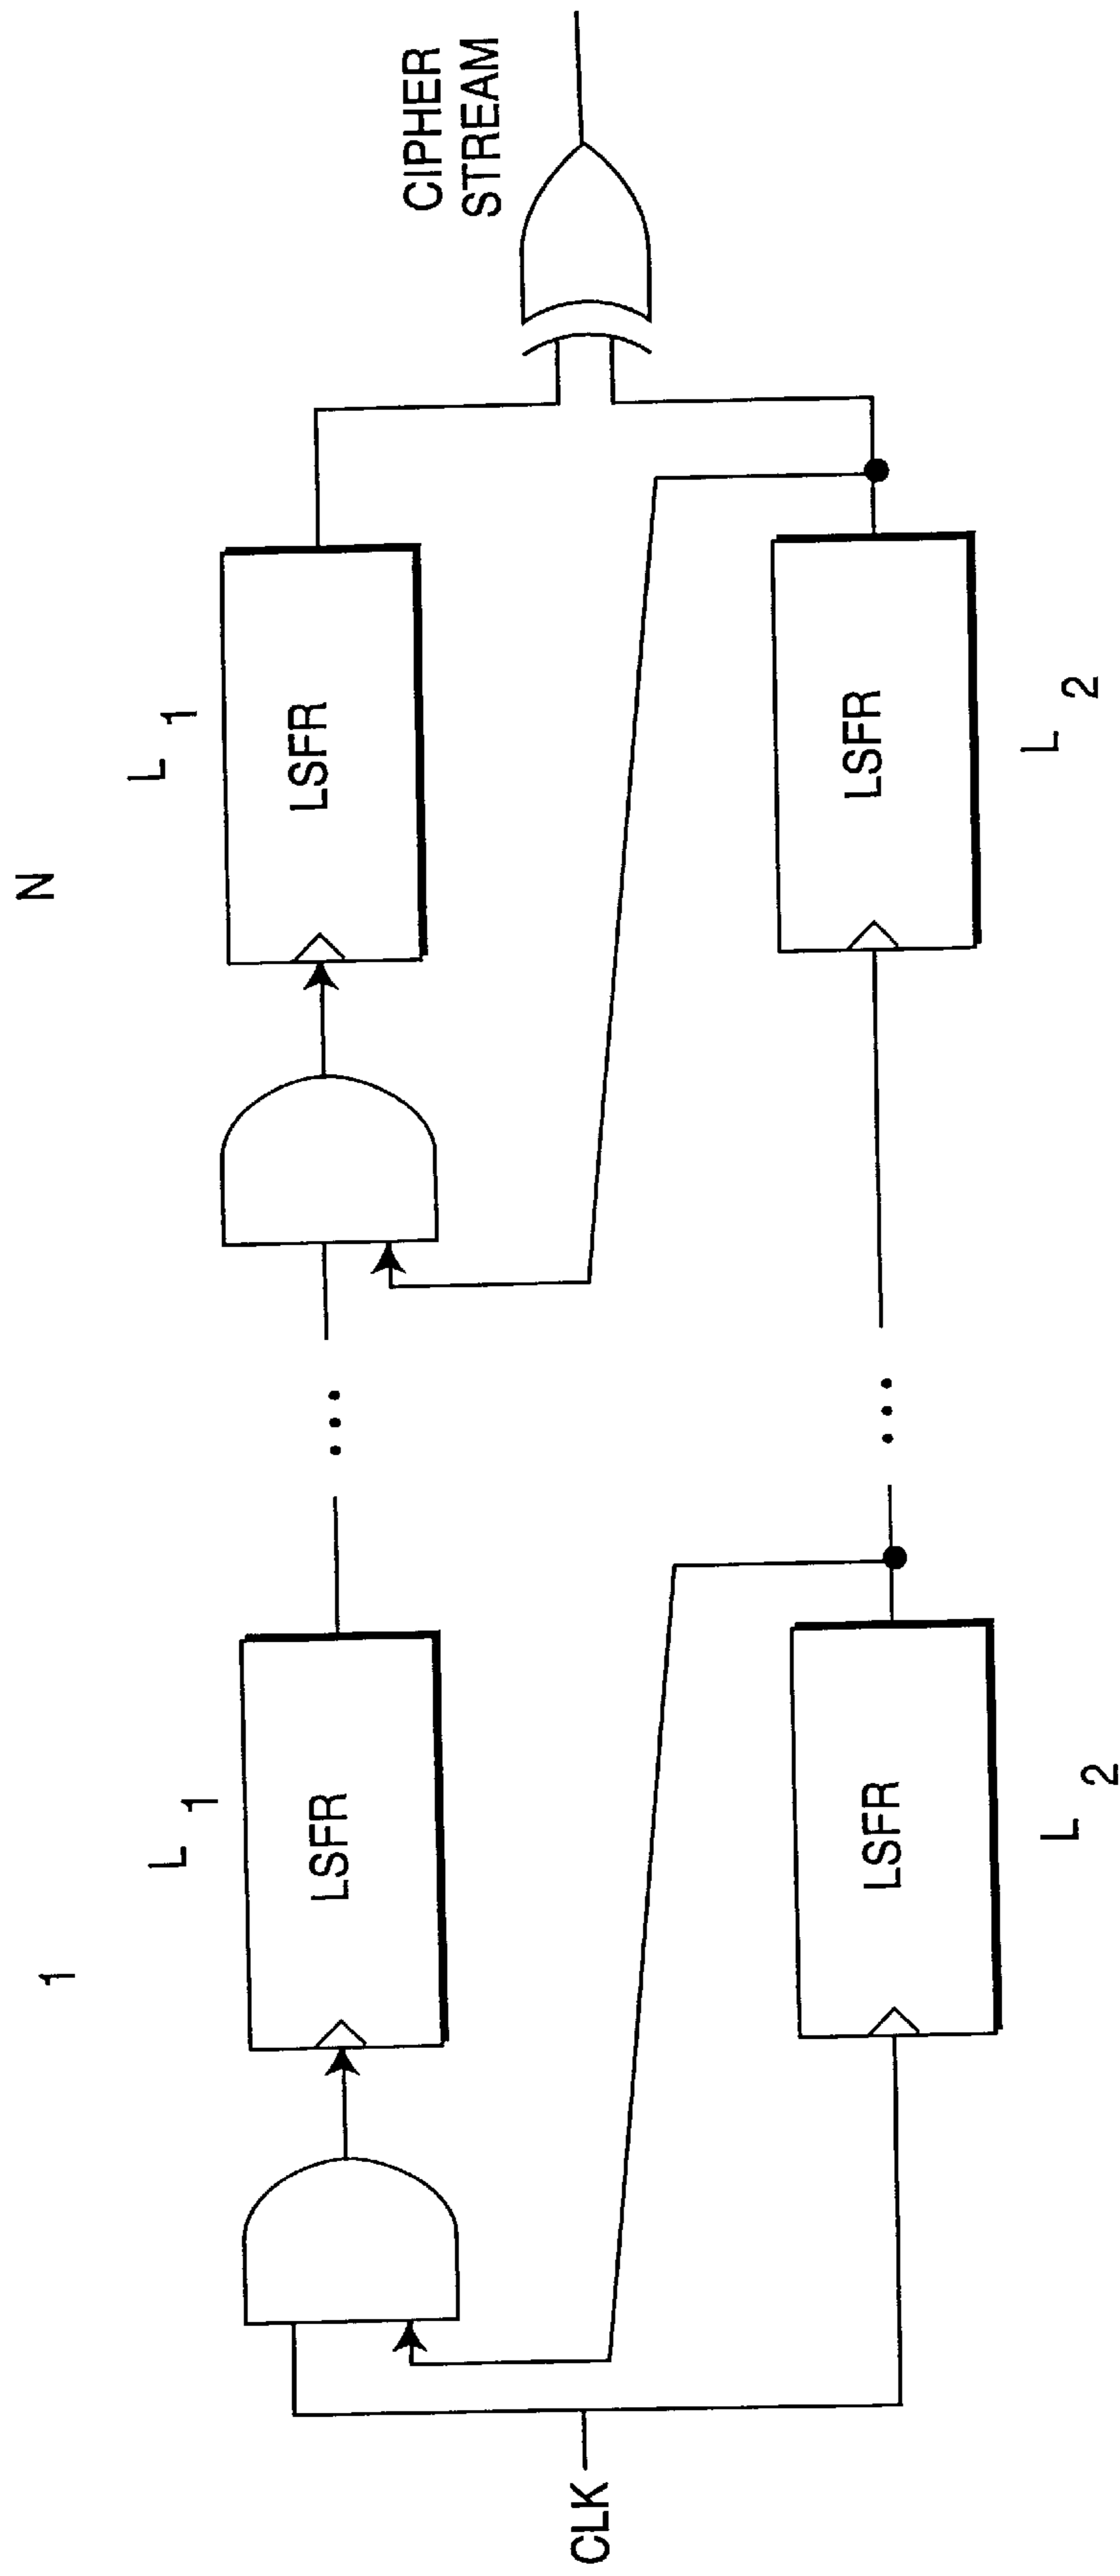 1
N
L 1
L 1
LSFR
LSFR
CIPHER
STREAM
CLK
LSFR
LSFR
L 2
L 2